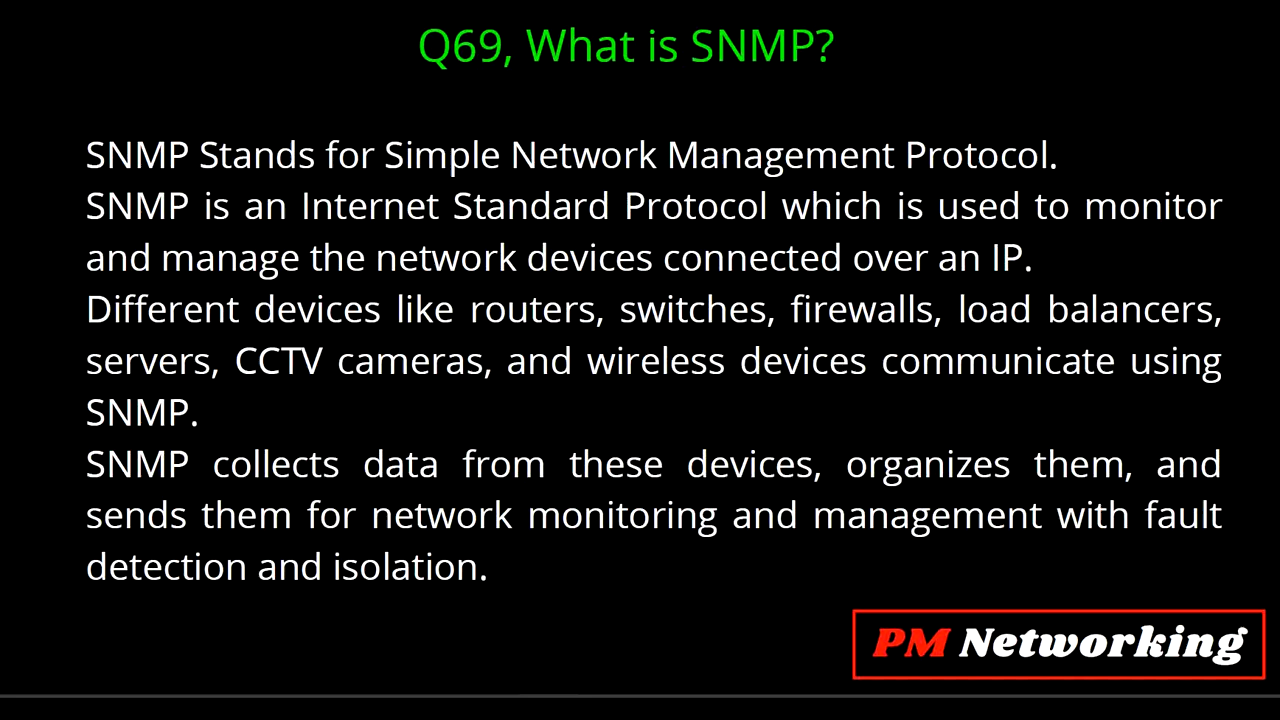 Q69, What is SNMP?
SNMP Stands for Simple Network Management Protocol.
SNMP is an Internet Standard Protocol which is used to monitor
and manage the network devices connected over an IP.
Different devices like routers, switches, firewalls, load balancers,
servers, CCTV cameras, and wireless devices communicate using
SNMP.
SNMP collects data from these devices, organizes them, and
sends them for network monitoring and management with fault
detection and isolation.
PM Networking